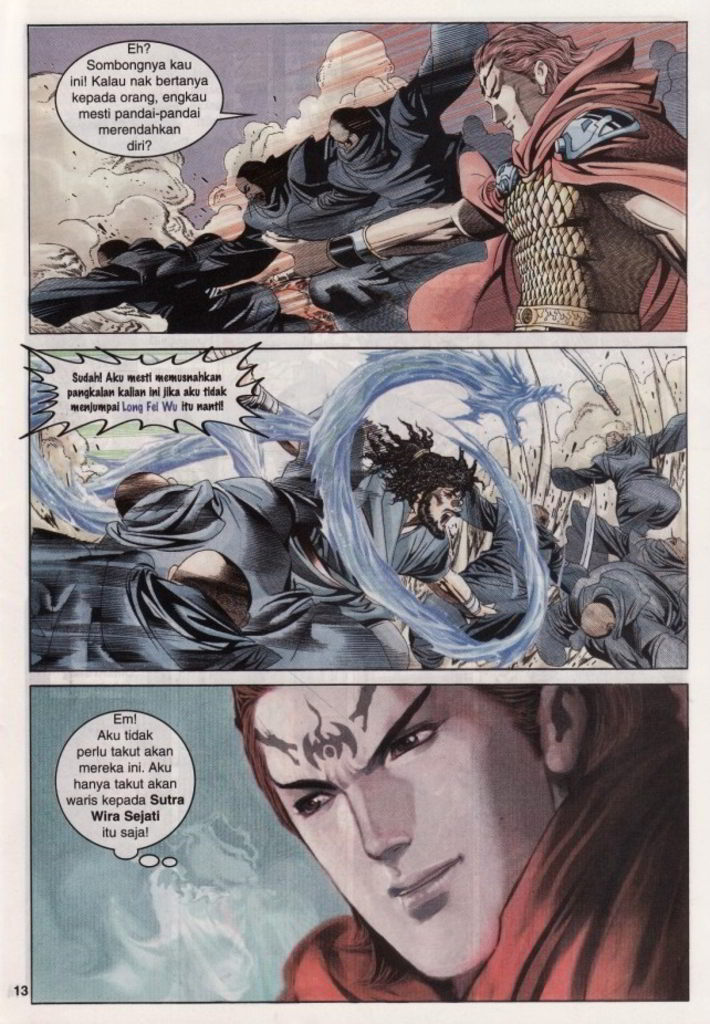 Eh?
Sombongnya kau
ini! Kalau nak bertanya
kepada orang, engkau
mesti pandai-pandai
merendahkan
diri?
Sudah! Aku mesti memusnahkan
pangkalan kalian ini jika aku tidak
menjumpai Long Fei Wu itu nanti!
Em!
Aku tidak
perlu takut akan
mereka ini. Aku
hanya takut akan
waris kepada Sutra
Wira Sejati
itu saja!
13